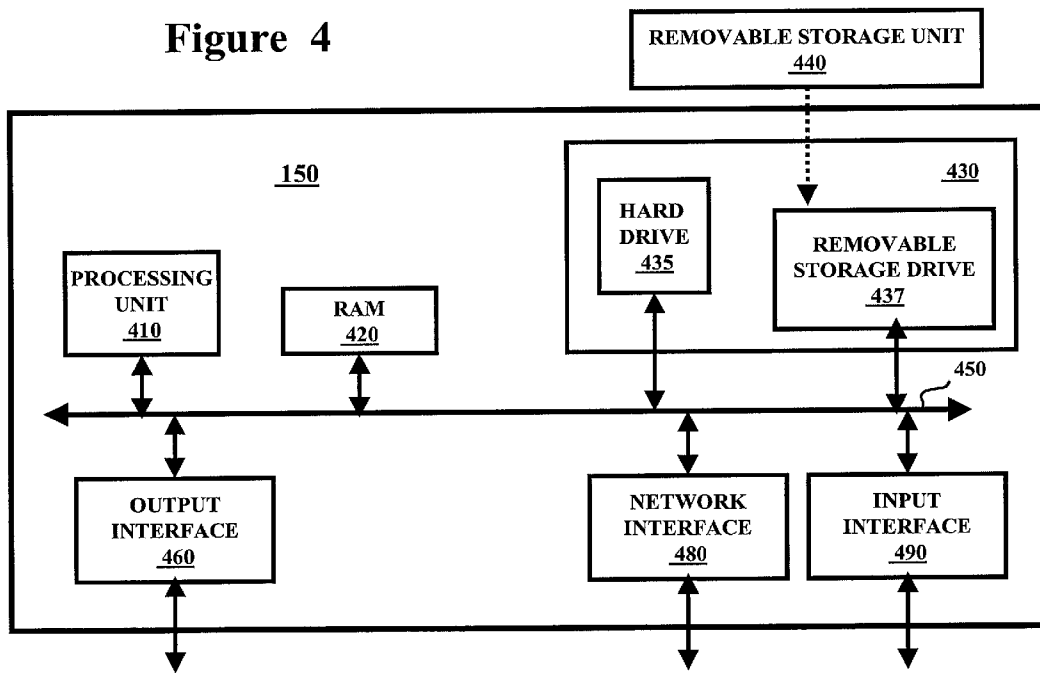 Figure 4
REMOVABLE STORAGE UNIT
440
150
430
HARD
DRIVE
435
REMOVABLE
STORAGE DRIVE
437
PROCESSING
UNIT
410
RAM
420
450
OUTPUT
INTERFACE
460
NETWORK
INTERFACE
480
INPUT
INTERFACE
490